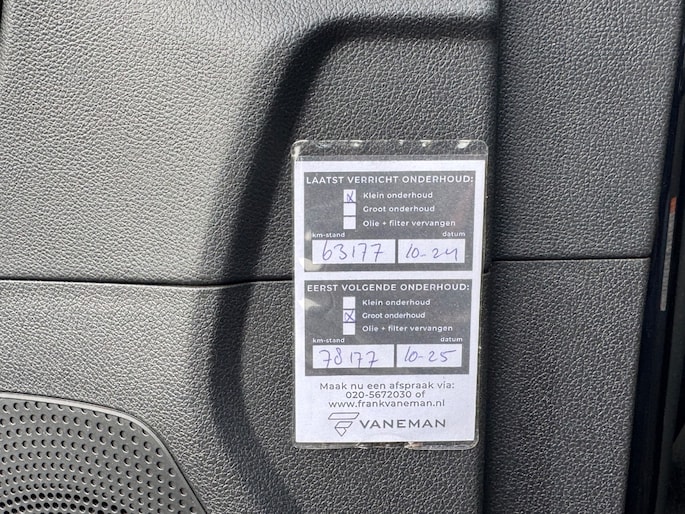 LAATST VERRICHT ONDERHOUD:
X Klein onderhoud
Groot onderhoud
Olie + filter vervangen
km-stand datum
63177 10-24
EERST VOLGENDE ONDERHOUD:
Klein onderhoud
X Groot onderhoud
Olie + filter vervangen
km-stand datum
78177 10-25
Maak nu een afspraak via:
020-5672030 of
www.frankvaneman.nl
VANEMAN